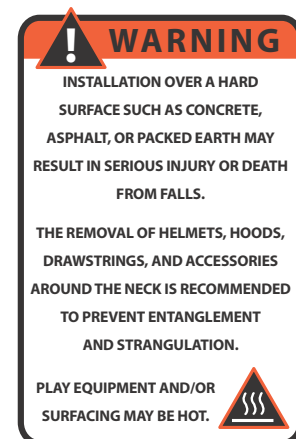 WARNING
INSTALLATION OVER A HARD
SURFACE SUCH AS CONCRETE,
ASPHALT, OR PACKED EARTH MAY
RESULT IN SERIOUS INJURY OR DEATH
FROM FALLS.
THE REMOVAL OF HELMETS, HOODS,
DRAWSTRINGS, AND ACCESSORIES
AROUND THE NECK IS RECOMMENDED
TO PREVENT ENTANGLEMENT
AND STRANGULATION.
PLAY EQUIPMENT AND/OR
SURFACING MAY BE HOT.